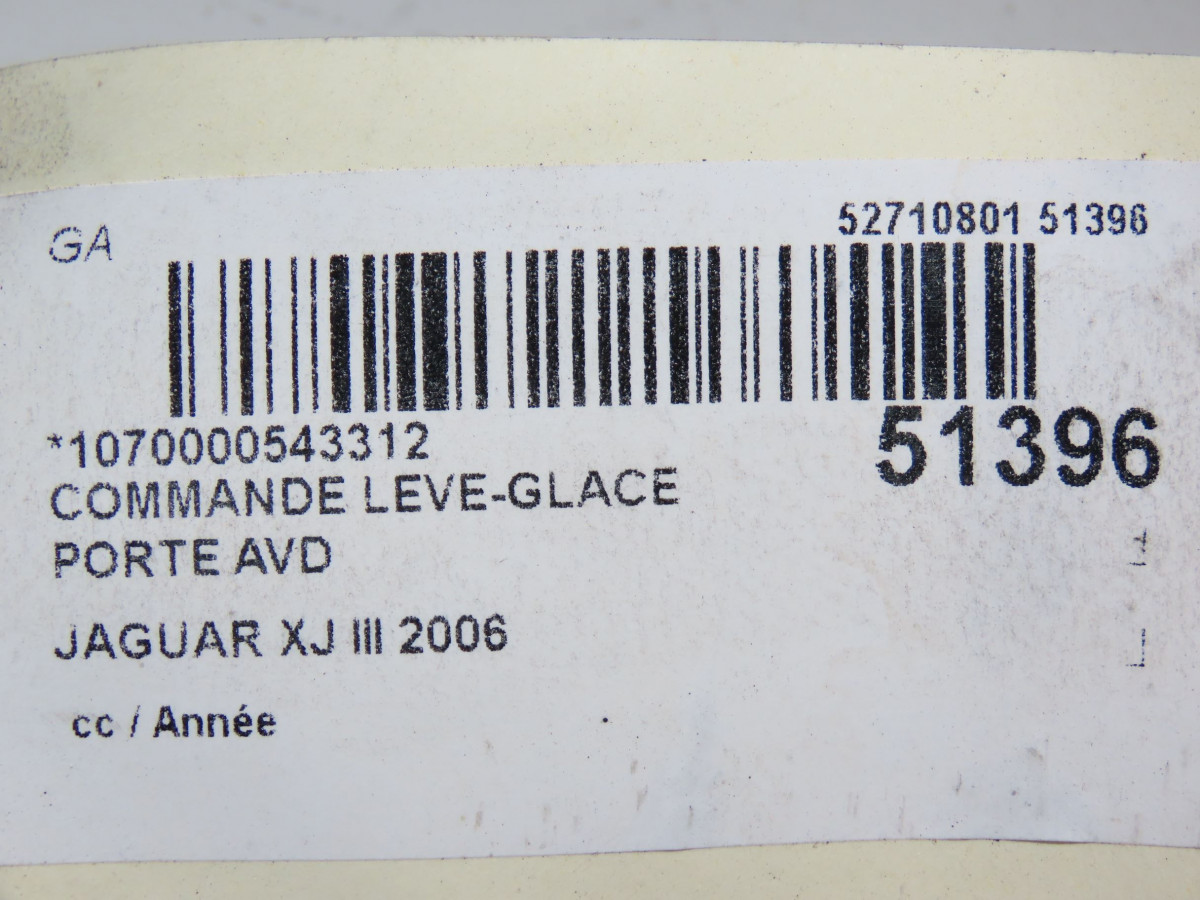 GA
52710801 51396
*1070000543312
51396
COMMANDE LEVE-GLACE
PORTE AVD
JAGUAR XJ III 2006
cc / Année